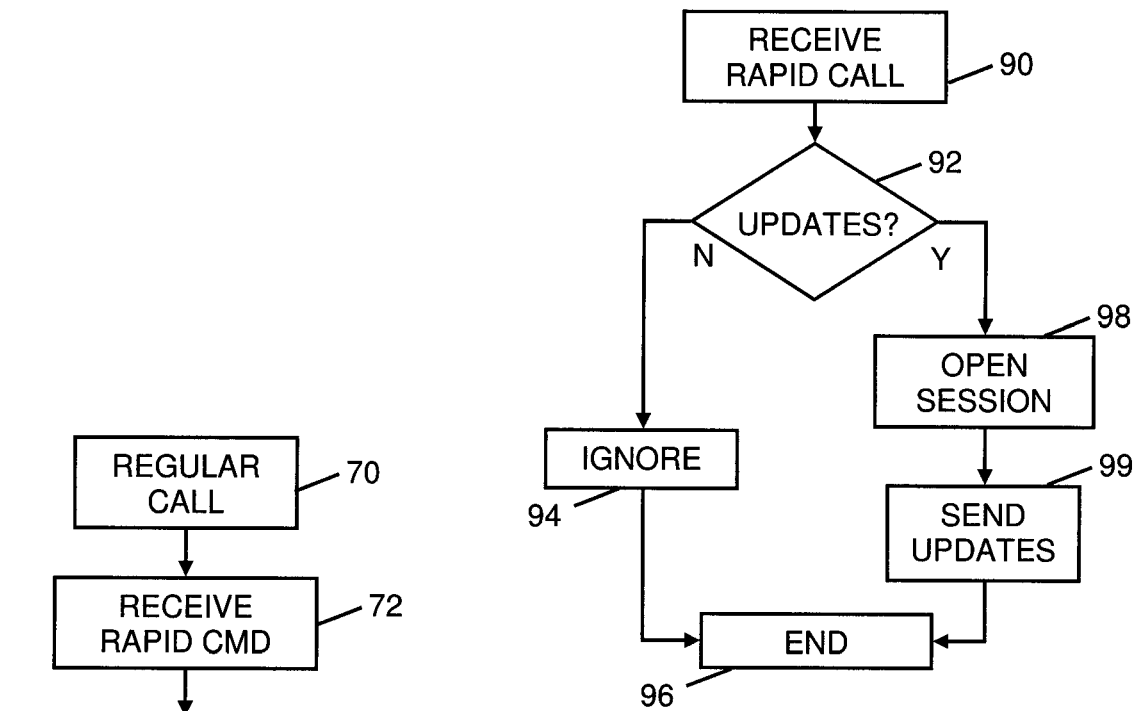 RECEIVE
RAPID CALL
90
92
UPDATES?
N
Y
98
OPEN
SESSION
IGNORE
94
99
SEND
UPDATES
END
96
REGULAR
CALL
70
RECEIVE
RAPID CMD
72